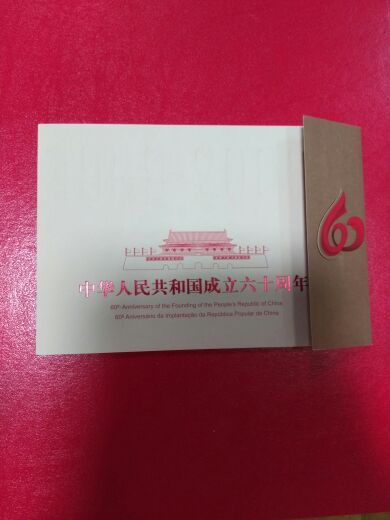 中华人民共和国成立六十周年
60º Anniversary of the Founding of the People's Republic of China
60º Aniversário da Implantação da República Popular da China
60